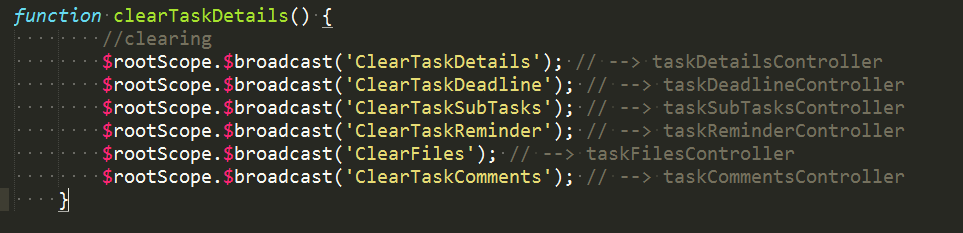 function clearTaskDetails() {
//clearing
$rootScope.$broadcast('ClearTaskDetails'); // --> taskDetailsController
$rootScope.$broadcast('ClearTaskDeadline'); // --> taskDeadlineController
$rootScope.$broadcast('ClearTaskSubTasks'); // --> taskSubTasksController
$rootScope.$broadcast('ClearTaskReminder'); // --> taskReminderController
$rootScope.$broadcast('ClearFiles'); // --> taskFilesController
$rootScope.$broadcast('ClearTaskComments'); // --> taskCommentsController
}